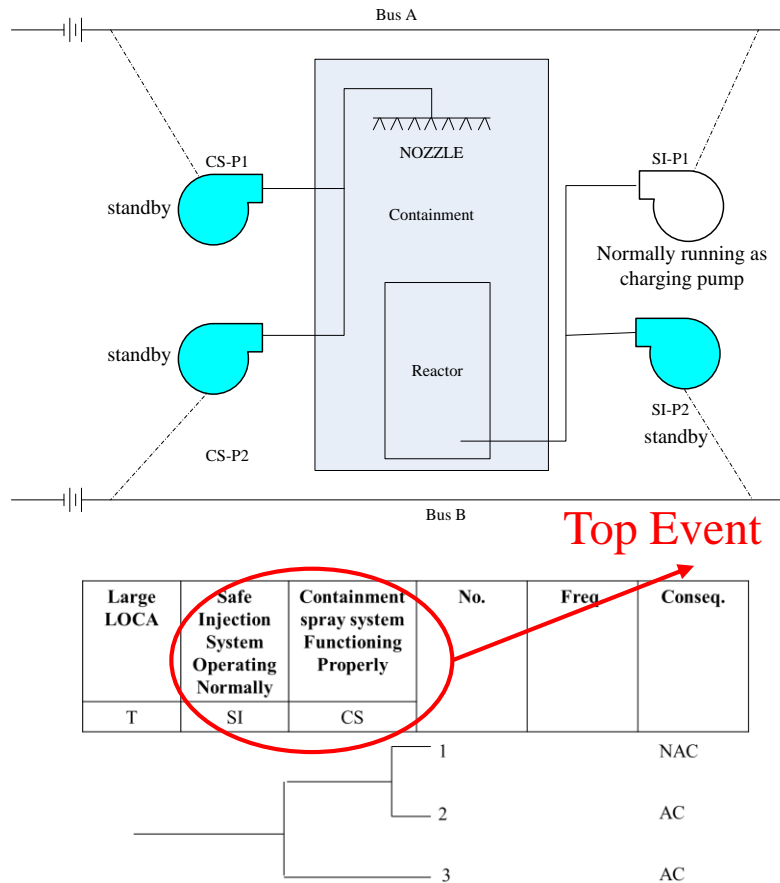 Bus A
CS-P1
standby
NOZZLE
Containment
SI-P1
Normally running as
charging pump
standby
Reactor
SI-P2
standby
CS-P2
Bus B
Top Event
Large
LOCA
Safe
Injection
System
Operating
Normally
Containment
spray system
Functioning
Properly
No.
Freq.
Conseq.
T
SI
CS
1
NAC
2
AC
3
AC